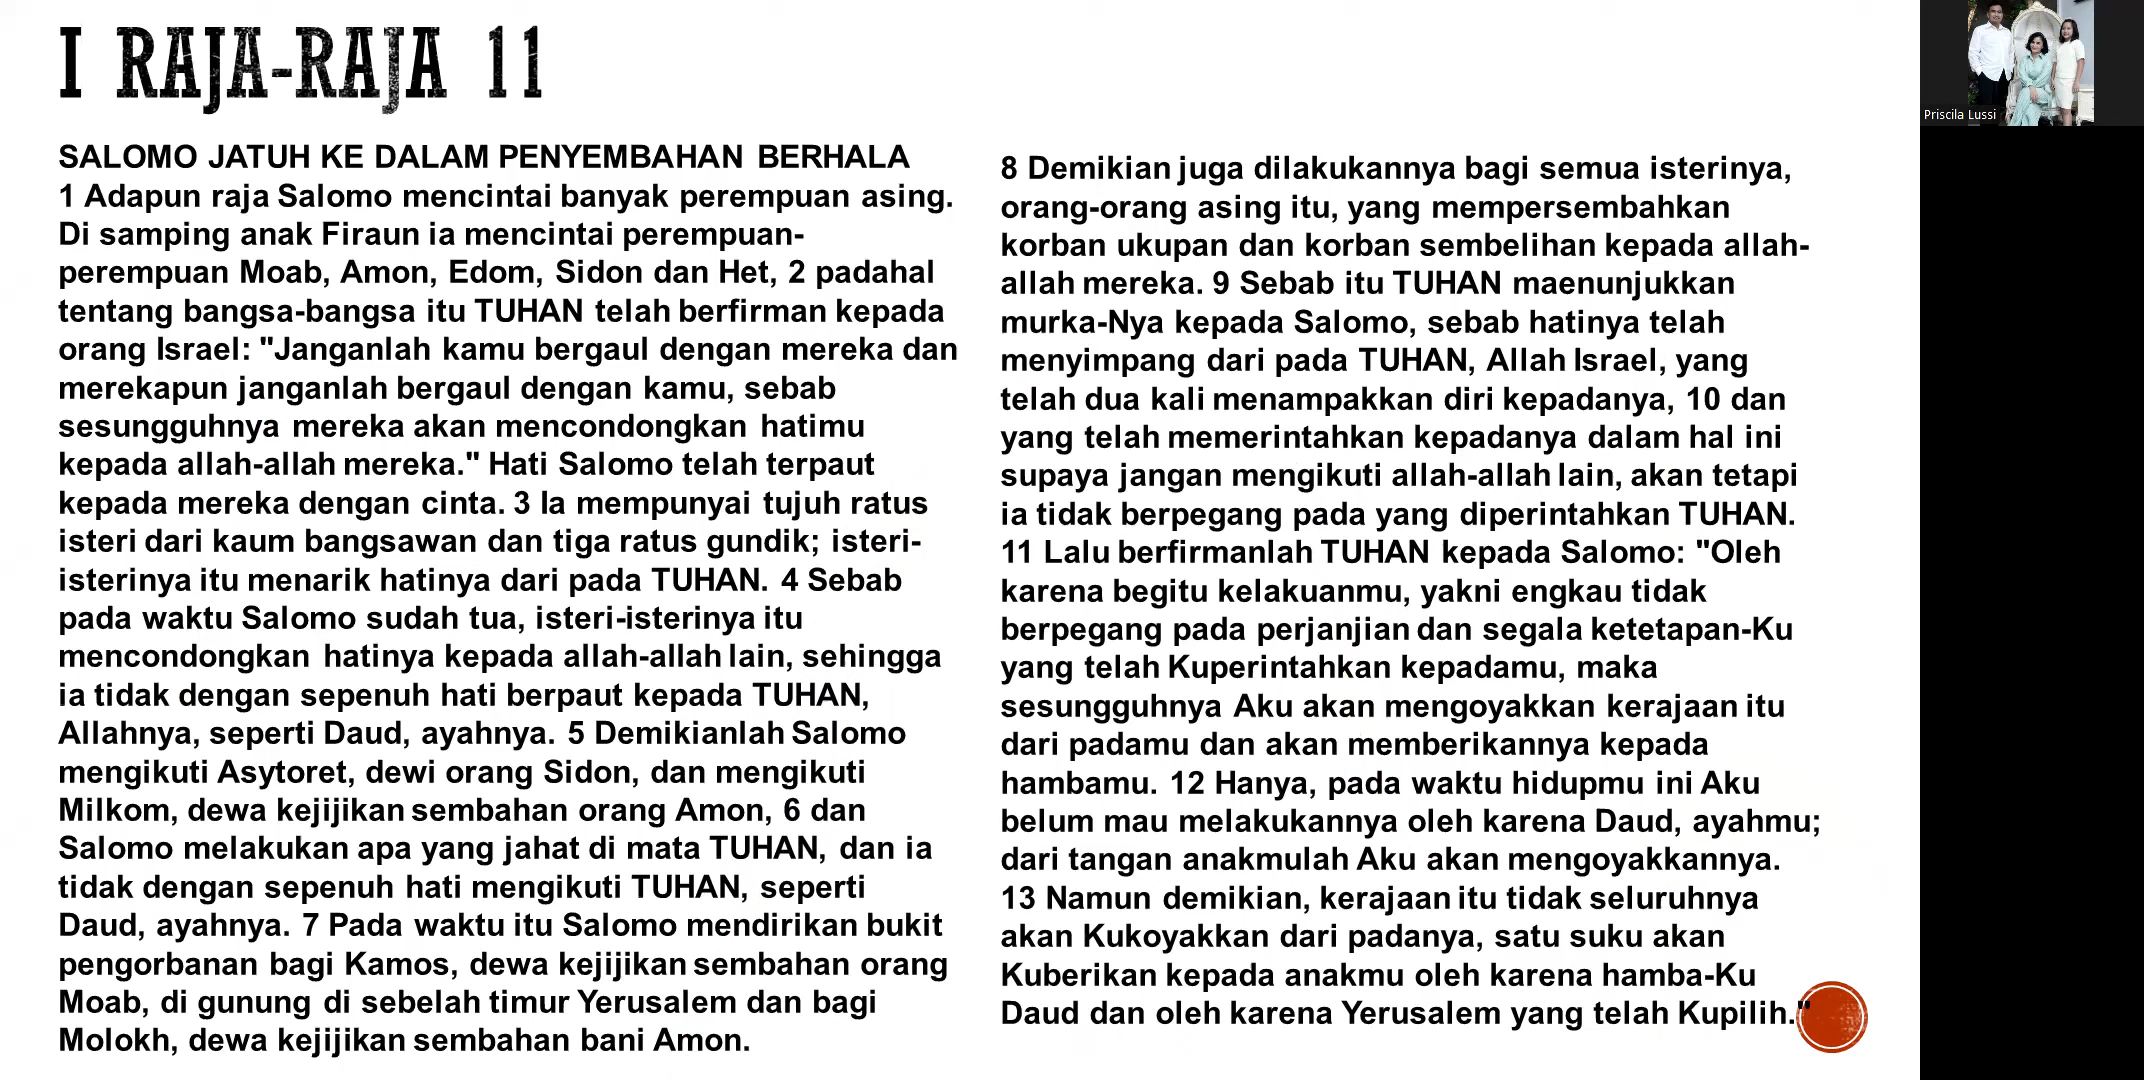 I RAJA-RAJA 11
SALOMO JATUH KE DALAM PENYEMBAHAN BERHALA
1 Adapun raja Salomo mencintai banyak perempuan asing.
Di samping anak Firaun ia mencintai perempuan-
perempuan Moab, Amon, Edom, Sidon dan Het, 2 padahal
tentang bangsa-bangsa itu TUHAN telah berfirman kepada
orang Israel: "Janganlah kamu bergaul dengan mereka dan
merekapun janganlah bergaul dengan kamu, sebab
sesungguhnya mereka akan mencondongkan hatimu
kepada allah-allah mereka." Hati Salomo telah terpaut
kepada mereka dengan cinta. 3 Ia mempunyai tujuh ratus
isteri dari kaum bangsawan dan tiga ratus gundik; isteri-
isterinya itu menarik hatinya dari pada TUHAN. 4 Sebab
pada waktu Salomo sudah tua, isteri-isterinya itu
mencondongkan hatinya kepada allah-allah lain, sehingga
ia tidak dengan sepenuh hati berpaut kepada TUHAN,
Allahnya, seperti Daud, ayahnya. 5 Demikianlah Salomo
mengikuti Asytoret, dewi orang Sidon, dan mengikuti
Milkom, dewa kejijikan sembahan orang Amon, 6 dan
Salomo melakukan apa yang jahat di mata TUHAN, dan ia
tidak dengan sepenuh hati mengikuti TUHAN, seperti
Daud, ayahnya. 7 Pada waktu itu Salomo mendirikan bukit
pengorbanan bagi Kamos, dewa kejijikan sembahan orang
Moab, di gunung di sebelah timur Yerusalem dan bagi
Molokh, dewa kejijikan sembahan bani Amon.
8 Demikian juga dilakukannya bagi semua isterinya,
orang-orang asing itu, yang mempersembahkan
korban ukupan dan korban sembelihan kepada allah-
allah mereka. 9 Sebab itu TUHAN maenunjukkan
murka-Nya kepada Salomo, sebab hatinya telah
menyimpang dari pada TUHAN, Allah Israel, yang
telah dua kali menampakkan diri kepadanya, 10 dan
yang telah memerintahkan kepadanya dalam hal ini
supaya jangan mengikuti allah-allah lain, akan tetapi
ia tidak berpegang pada yang diperintahkan TUHAN.
11 Lalu berfirmanlah TUHAN kepada Salomo: "Oleh
karena begitu kelakuanmu, yakni engkau tidak
berpegang pada perjanjian dan segala ketetapan-Ku
yang telah Kuperintahkan kepadamu, maka
sesungguhnya Aku akan mengoyakkan kerajaan itu
dari padamu dan akan memberikannya kepada
hambamu. 12 Hanya, pada waktu hidupmu ini Aku
belum mau melakukannya oleh karena Daud, ayahmu;
dari tangan anakmulah Aku akan mengoyakkannya.
13 Namun demikian, kerajaan itu tidak seluruhnya
akan Kukoyakkan dari padanya, satu suku akan
Kuberikan kepada anakmu oleh karena hamba-Ku
Daud dan oleh karena Yerusalem yang telah Kupilih."
Priscila Lussi